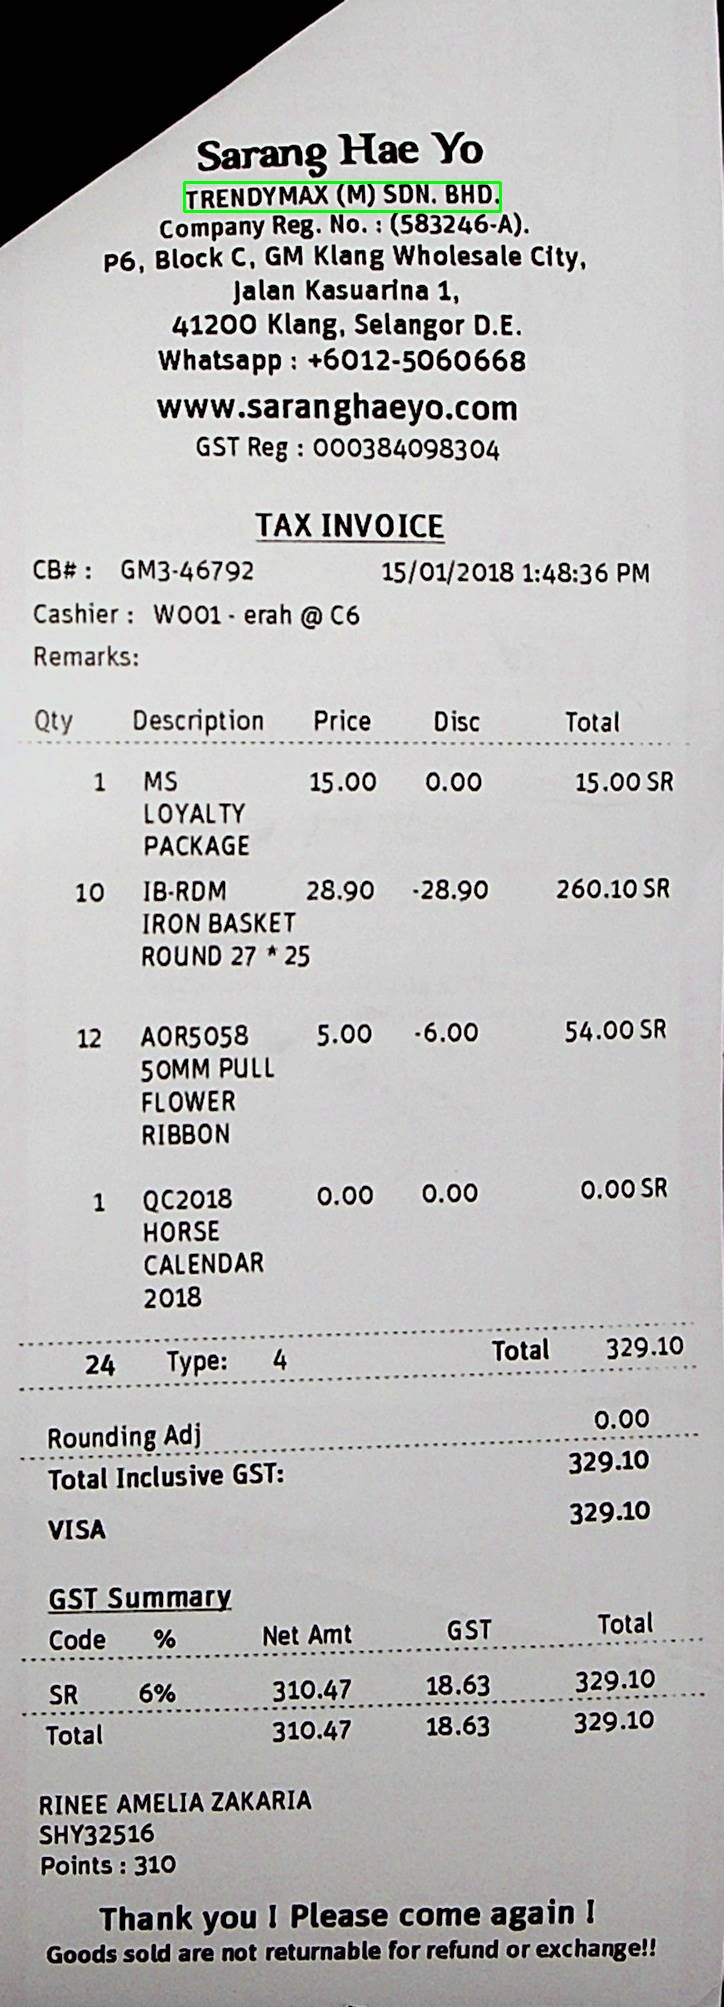 Sarang Hae Yo
TRENDYMAX (M) SDN. BHD.
Company Reg. No. : (583246-A).
P6, Block C, GM Klang Wholesale City,
Jalan Kasuarina 1,
41200 Klang, Selangor D.E.
Whatsapp : +6012-5060668
www.saranghaeyo.com
GST Reg : 000384098304
TAX INVOICE
CB# : GM3-46792 15/01/2018 1:48:36 PM
Cashier : W001 - erah @ C6
Remarks:
Qty Description Price Disc Total
1 MS 15.00 0.00 15.00 SR
LOYALTY
PACKAGE
10 IB-RDM 28.90 -28.90 260.10 SR
IRON BASKET
ROUND 27 * 25
12 AOR5058 5.00 -6.00 54.00 SR
50MM PULL
FLOWER
RIBBON
1 QC2018 0.00 0.00 0.00 SR
HORSE
CALENDAR
2018
24 Type: 4 Total 329.10
Rounding Adj 0.00
Total Inclusive GST: 329.10
VISA 329.10
GST Summary
Code % Net Amt GST Total
SR 6% 310.47 18.63 329.10
Total 310.47 18.63 329.10
RINEE AMELIA ZAKARIA
SHY32516
Points : 310
Thank you ! Please come again !
Goods sold are not returnable for refund or exchange!!